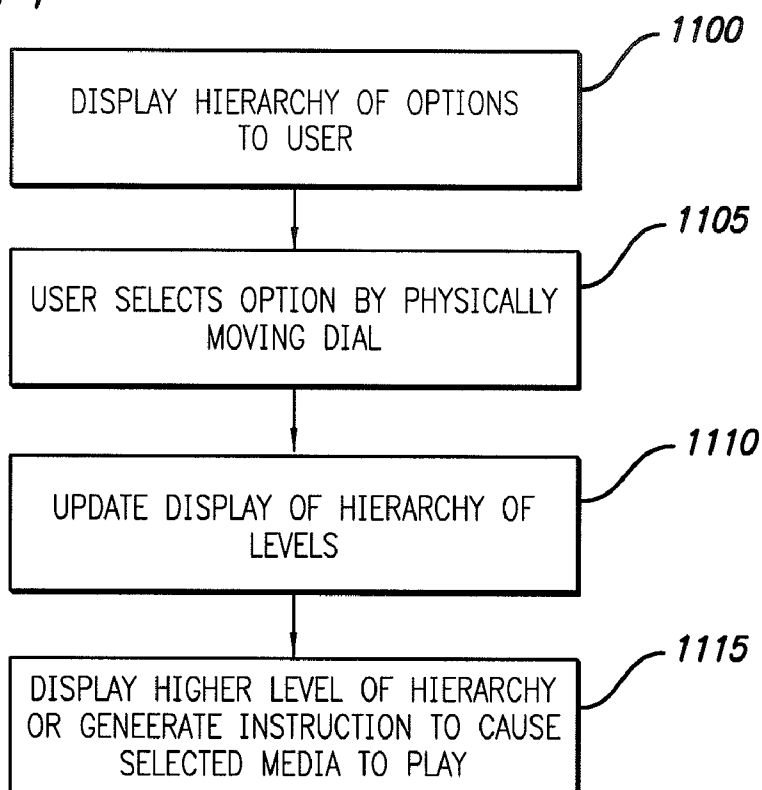 1100
DISPLAY HIERARCHY OF OPTIONS
TO USER
1105
USER SELECTS OPTION BY PHYSICALLY
MOVING DIAL
1110
UPDATE DISPLAY OF HIERARCHY OF
LEVELS
1115
DISPLAY HIGHER LEVEL OF HIERARCHY
OR GENEERATE INSTRUCTION TO CAUSE
SELECTED MEDIA TO PLAY